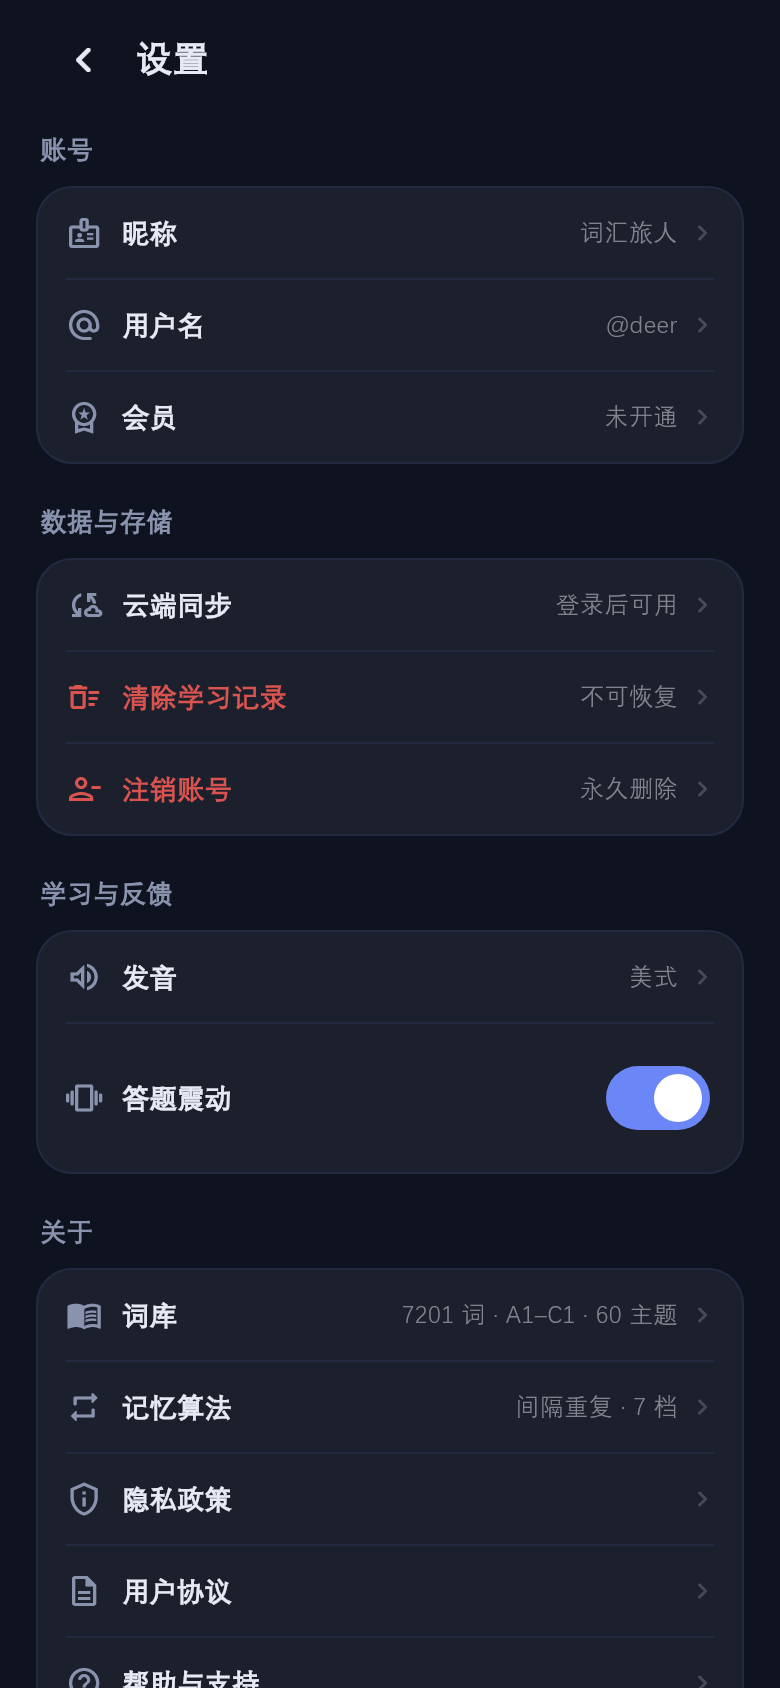 设置
账号
昵称 词汇旅人
用户名 @deer
会员 未开通
数据与存储
云端同步 登录后可用
清除学习记录 不可恢复
注销账号 永久删除
学习与反馈
发音 美式
答题震动
关于
词库 7201 词 · A1–C1 · 60 主题
记忆算法 间隔重复 · 7 档
隐私政策
用户协议
帮助与支持